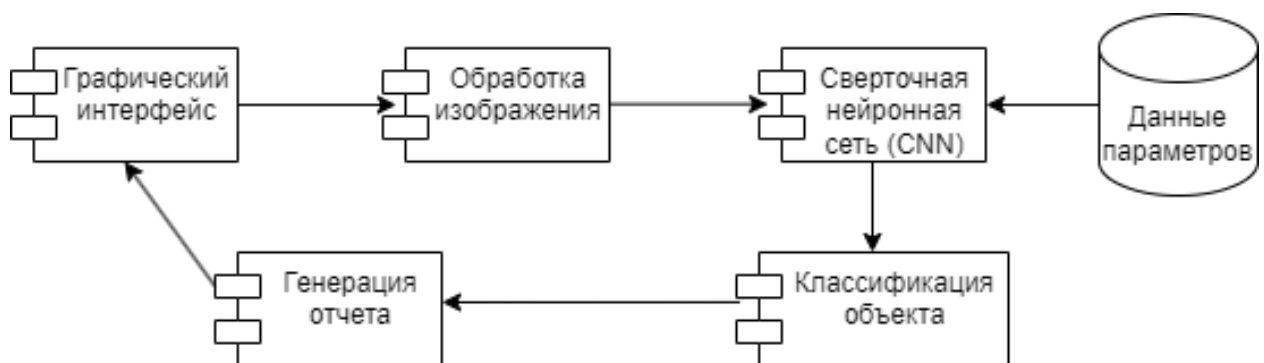 Графический
интерфейс
Обработка
изображения
Сверточная
нейронная
сеть (CNN)
Данные
параметров
Генерация
отчета
Классификация
объекта